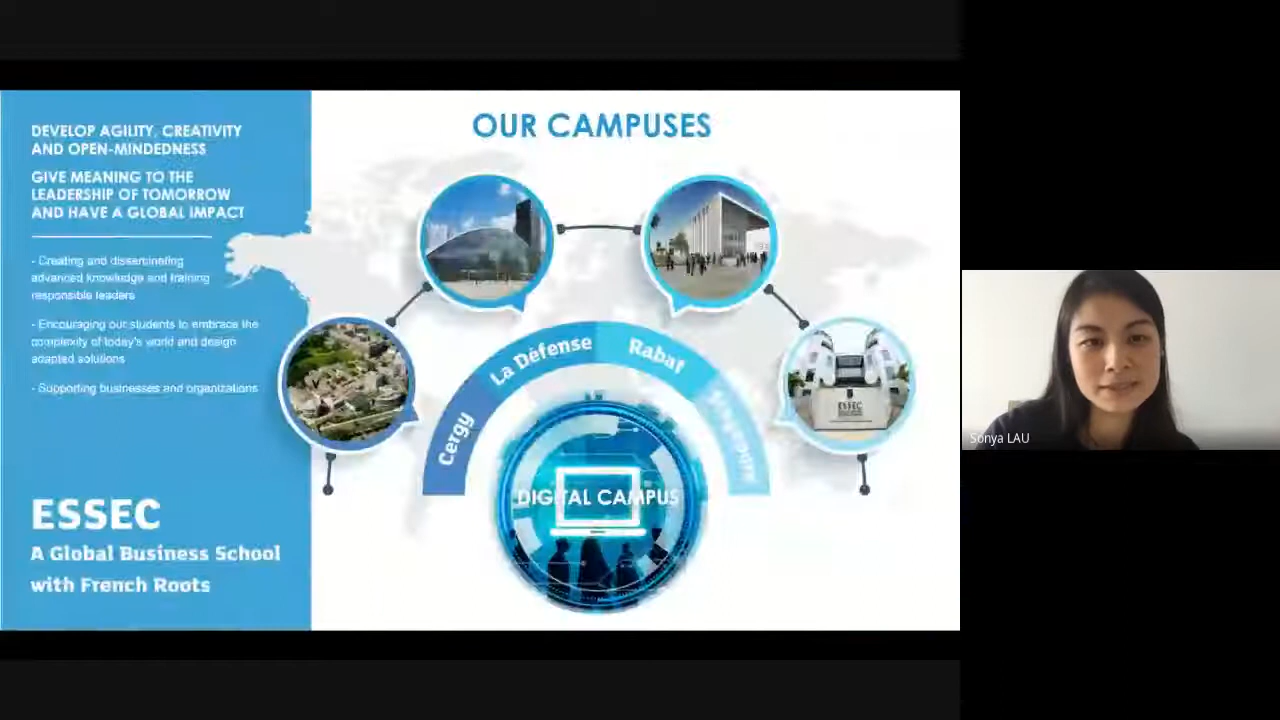 DEVELOP AGILITY, CREATIVITY
AND OPEN-MINDEDNESS
GIVE MEANING TO THE
LEADERSHIP OF TOMORROW
AND HAVE A GLOBAL IMPACT
- Creating and disseminating
advanced knowledge and training
responsible leaders
- Encouraging our students to embrace the
complexity of today's world and design
adapted solutions
- Supporting businesses and organizations
ESSEC
A Global Business School
with French Roots
OUR CAMPUSES
Cergy
La Défense
Rabat
ESSEC
DIGITAL CAMPUS
Sonya LAU